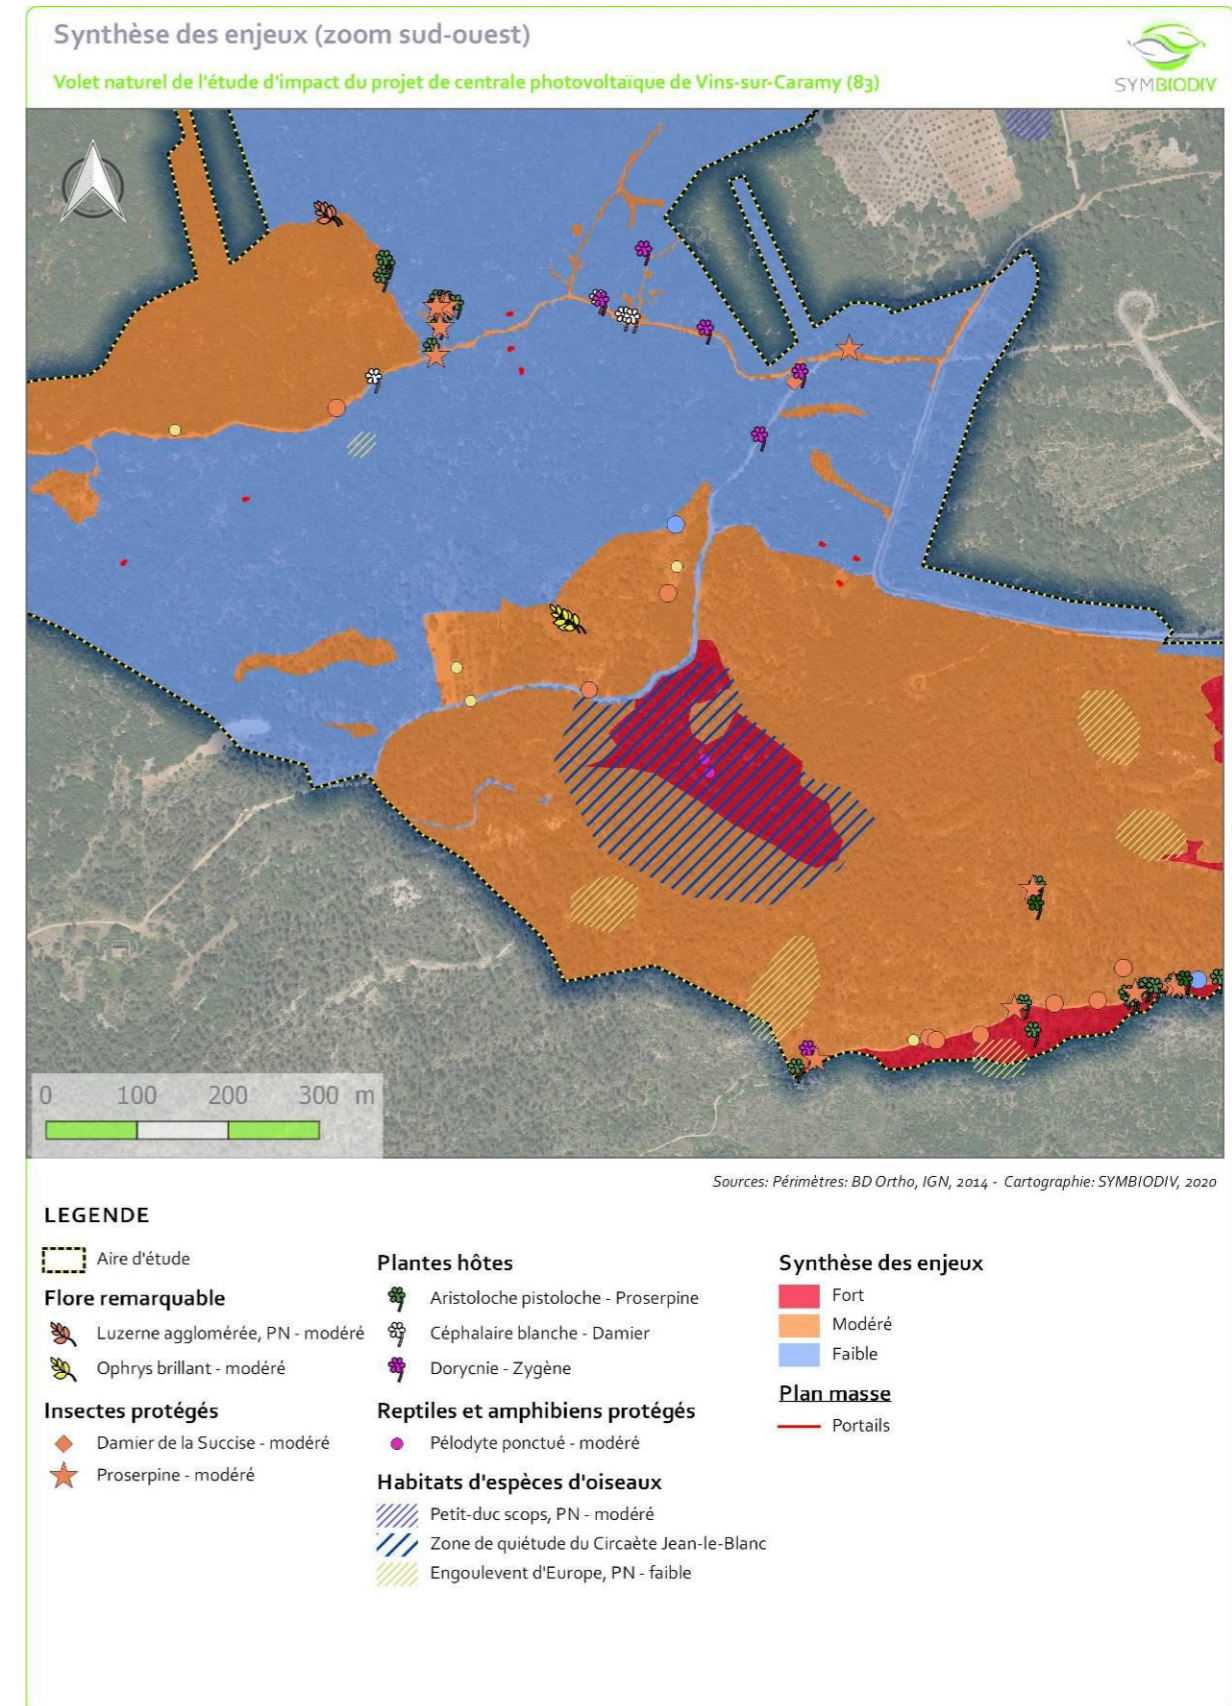 Synthèse des enjeux (zoom sud-ouest)
Volet naturel de l'étude d'impact du projet de centrale photovoltaïque de Vins-sur-Caramy (83)
SYMBIODIV
0 100 200 300 m
Sources: Périmètres: BD Ortho, IGN, 2014 - Cartographie: SYMBIODIV, 2020
LEGENDE
Aire d'étude
Flore remarquable
Luzerne agglomérée, PN - modéré
Ophrys brillant - modéré
Insectes protégés
Damier de la Succise - modéré
Proserpine - modéré
Plantes hôtes
Aristoloche pistoloche - Proserpine
Céphalaire blanche - Damier
Dorycnie - Zygène
Reptiles et amphibiens protégés
Pélodyte ponctué - modéré
Habitats d'espèces d'oiseaux
Petit-duc scops, PN - modéré
Zone de quiétude du Circaète Jean-le-Blanc
Engoulevent d'Europe, PN - faible
Synthèse des enjeux
Fort
Modéré
Faible
Plan masse
Portails